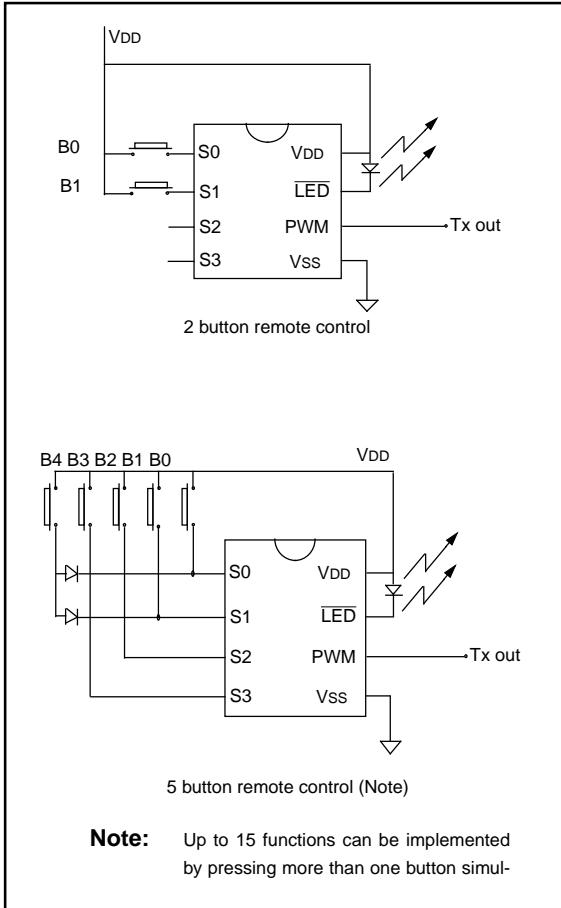 VDD
B0
S0
VDD
B1
S1
LED
S2
PWM
Tx out
S3
VSS
2 button remote control
B4 B3 B2 B1 B0
VDD
S0
VDD
S1
LED
S2
PWM
Tx out
S3
VSS
5 button remote control (Note)
Note: Up to 15 functions can be implemented
by pressing more than one button simul-